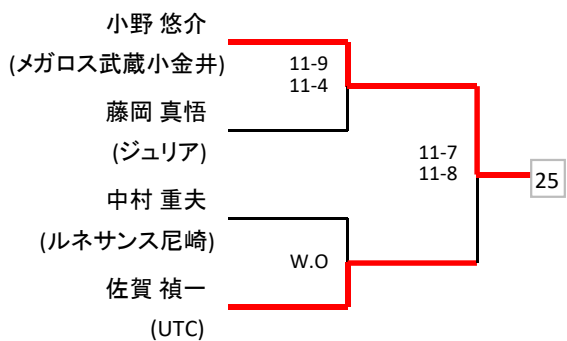 小野 悠介
(メガロス武蔵小金井)
11-9
11-4
藤岡 真悟
(ジュリア)
11-7
11-8
25
中村 重夫
(ルネサンス尼崎)
W.O
佐賀 禎一
(UTC)